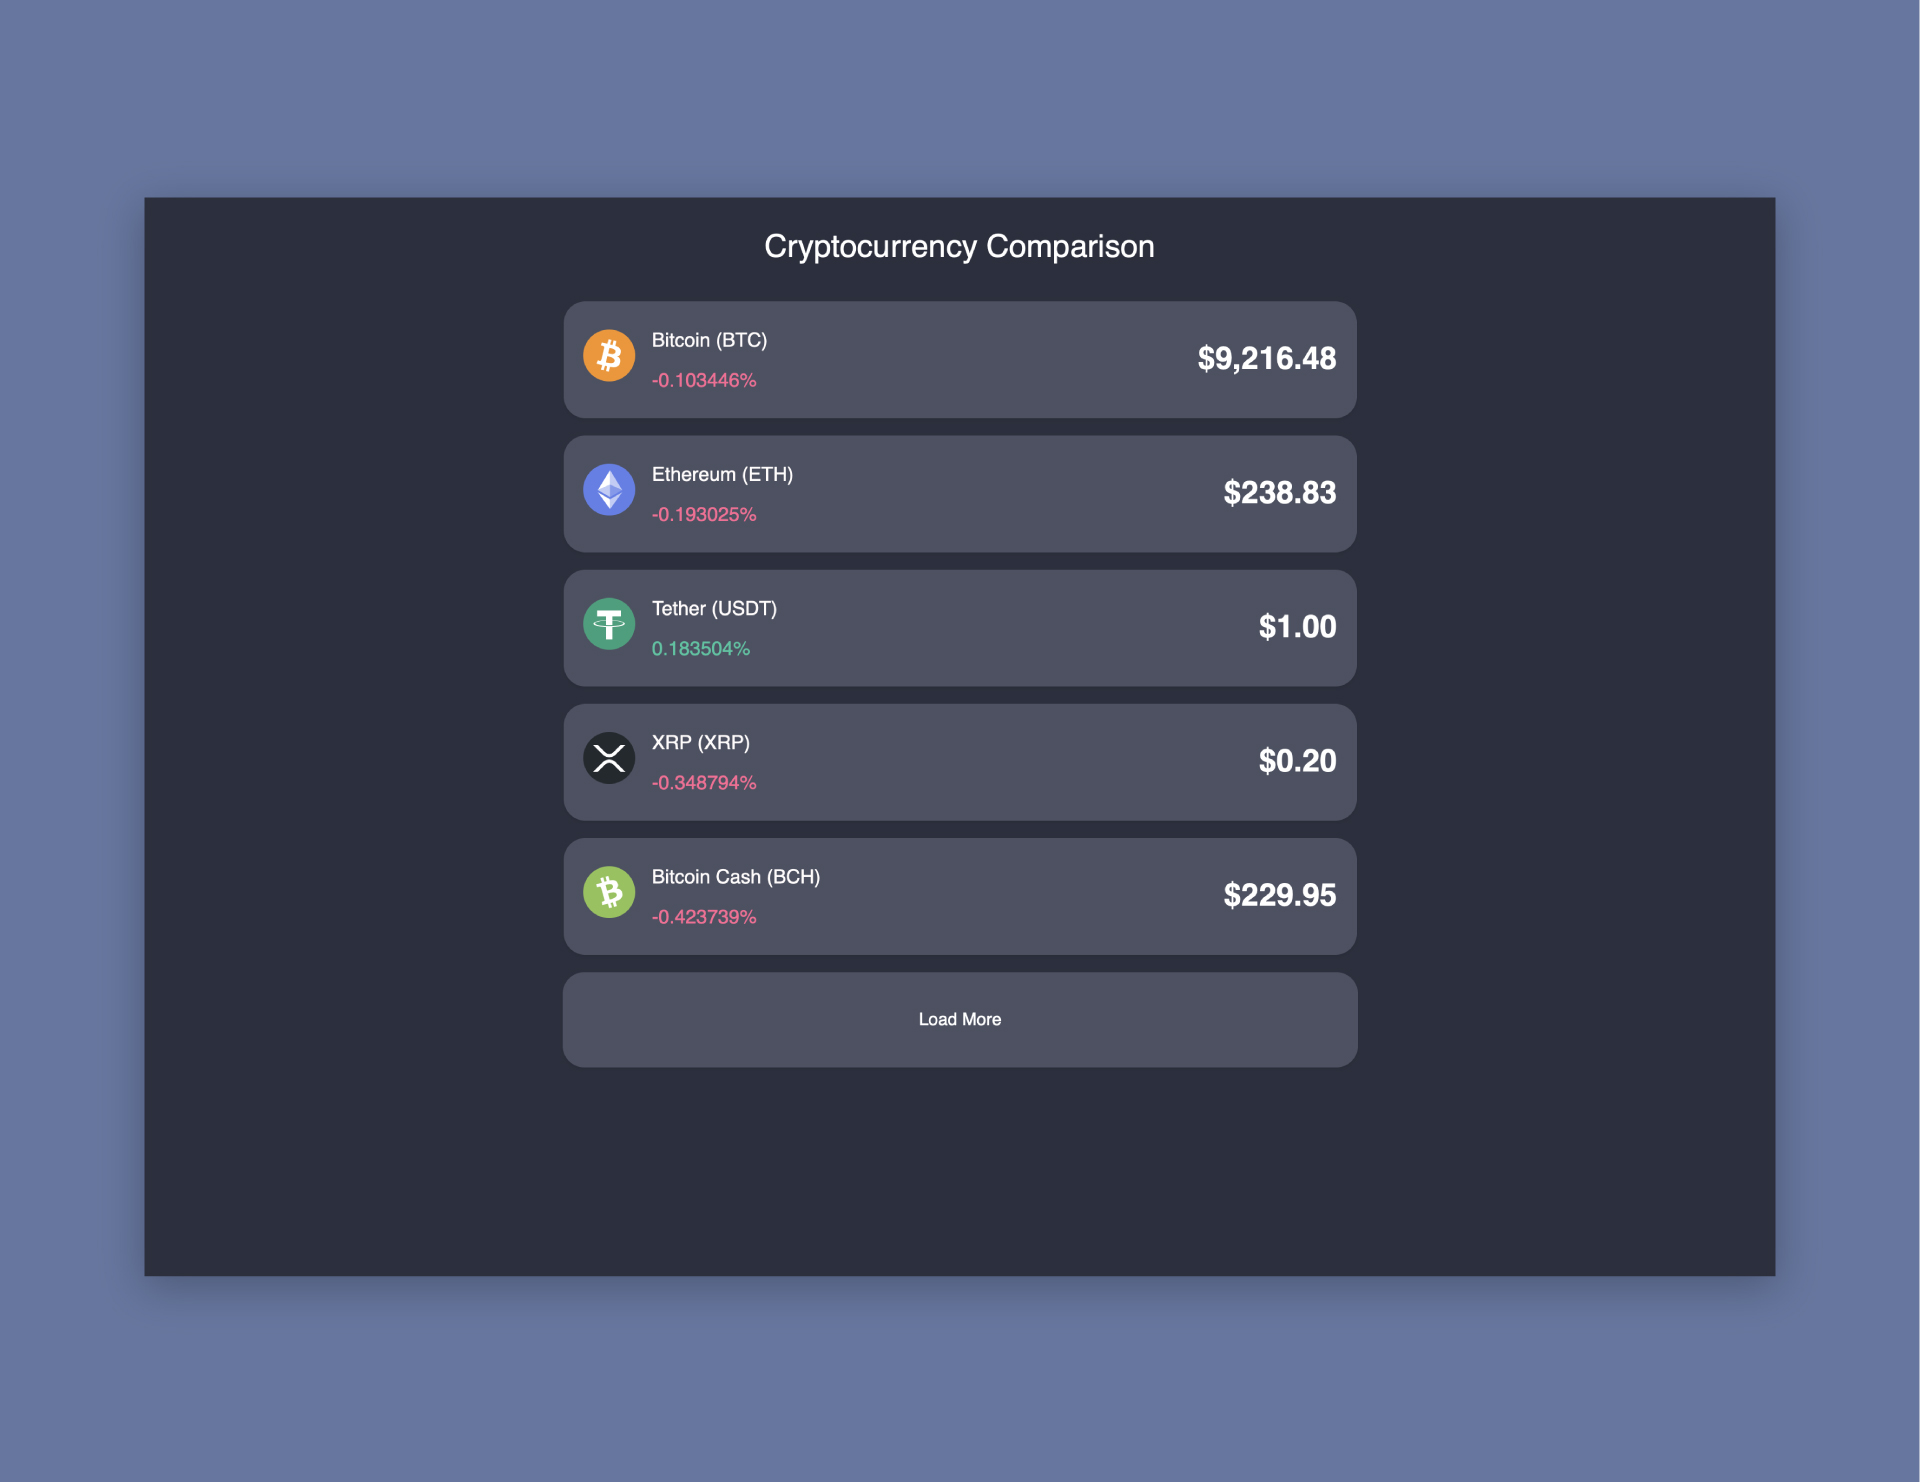 Cryptocurrency Comparison
Bitcoin (BTC)
-0.103446%
$9,216.48
Ethereum (ETH)
-0.193025%
$238.83
Tether (USDT)
0.183504%
$1.00
XRP (XRP)
-0.348794%
$0.20
Bitcoin Cash (BCH)
-0.423739%
$229.95
Load More